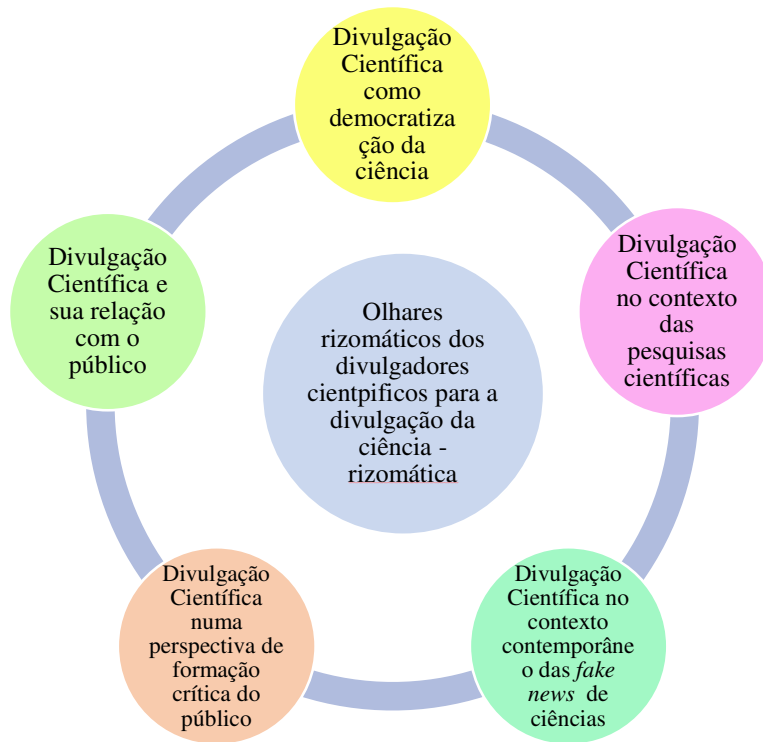 Divulgação
Científica
como
democratiza
ção da
ciência
Divulgação
Científica
no contexto
das
pesquisas
científicas
Divulgação
Científica no
contexto
contemporâne
o das fake
news de
ciências
Divulgação
Científica
numa
perspectiva de
formação
crítica do
público
Divulgação
Científica e
sua relação
com o
público
Olhares
rizomáticos dos
divulgadores
cientpificos para a
divulgação da
ciência -
rizomática